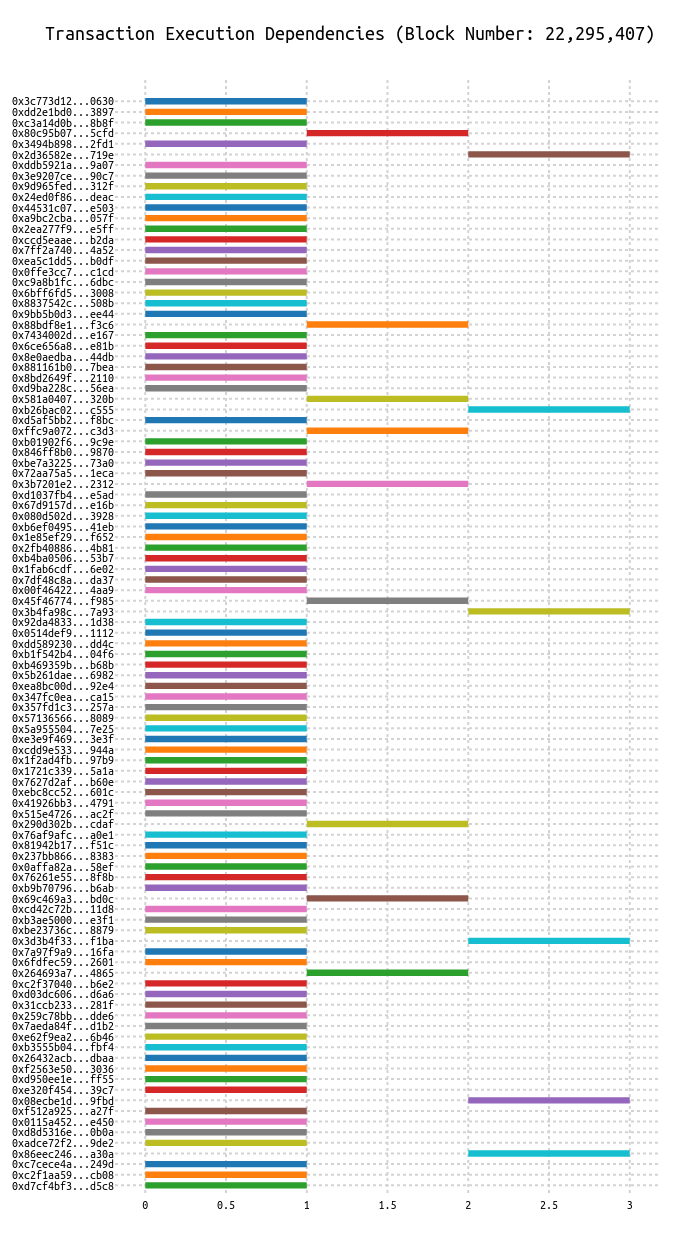 Transaction Execution Dependencies (Block Number: 22,295,407)
0x3c773d12...0630
0xdd2e1bd0...3897
0xc3a14d0b...8b8f
0x80c95b07...5cfd
0x3494b898...2fd1
0x2d36582e...719e
0xddb5921a...9a07
0x3e9207ce...90c7
0x9d965fed...312f
0x24ed0f86...deac
0x44531c07...e503
0xa9bc2cba...057f
0x2ea277f9...e5ff
0xccd5eaae...b2da
0x7ff2a740...4a52
0xea5c1dd5...b0df
0x0ffe3cc7...c1cd
0xc9a8b1fc...6dbc
0x6bff6fd5...3008
0x8837542c...508b
0x9bb5b0d3...ee44
0x88bdf8e1...f3c6
0x7434002d...e167
0x6ce656a8...e81b
0x8e0aedba...44db
0x881161b0...7bea
0x8bd2649f...2110
0xd9ba228c...56ea
0x581a0407...320b
0xb26bac02...c555
0xd5af5bb2...f8bc
0xffc9a072...c3d3
0xb01902f6...9c9e
0x846ff8b0...9870
0xbe7a3225...73a0
0x72aa75a5...1eca
0x3b7201e2...2312
0xd1037fb4...e5ad
0x67d9157d...e16b
0x080d502d...3928
0xb6ef0495...41eb
0x1e85ef29...f652
0x2fb40886...4b81
0xb4ba0506...53b7
0x1fab6cdf...6e02
0x7df48c8a...da37
0x00f46422...4aa9
0x45f46774...f985
0x3b4fa98c...7a93
0x92da4833...1d38
0x0514def9...1112
0xdd589230...dd4c
0xb1f542b4...04f6
0xb469359b...b68b
0x5b261dae...6982
0xea8bc00d...92e4
0x347fc0ea...ca15
0x357fd1c3...257a
0x57136566...8089
0x5a955504...7e25
0xe3e9f469...3e3f
0xcdd9e533...944a
0x1f2ad4fb...97b9
0x1721c339...5a1a
0x7627d2af...b60e
0xebc8cc52...601c
0x41926bb3...4791
0x515e4726...ac2f
0x290d302b...cdaf
0x76af9afc...a0e1
0x81942b17...f51c
0x237bb866...8383
0x0affa82a...58ef
0x76261e55...8f8b
0xb9b70796...b6ab
0x69c469a3...bd0c
0xcd42c72b...11d8
0xb3ae5000...e3f1
0xbe23736c...8879
0x3d3b4f33...f1ba
0x7a97f9a9...16fa
0x6fdfec59...2601
0x264693a7...4865
0xc2f37040...b6e2
0xd03dc606...d6a6
0x31ccb233...281f
0x259c78bb...dde6
0x7aeda84f...d1b2
0xe62f9ea2...6b46
0xb3555b04...fbf4
0x26432acb...dbaa
0xf2563e50...3036
0xd950ee1e...ff55
0xe320f454...39c7
0x08ecbe1d...9fbd
0xf512a925...a27f
0x0115a452...e450
0xd8d5316e...0b0a
0xadce72f2...9de2
0x86eec246...a30a
0xc7cece4a...249d
0xc2f1aa59...cb08
0xd7cf4bf3...d5c8
0 0.5 1 1.5 2 2.5 3